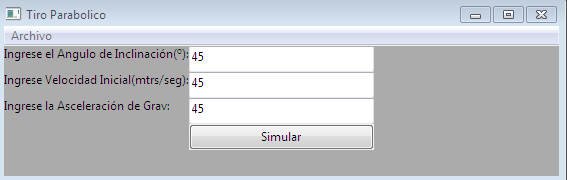 Tiro Parabolico
Archivo
Ingrese el Angulo de Inclinación(º): 45
Ingrese Velocidad Inicial(mtrs/seg): 45
Ingrese la Asceleración de Grav: 45
Simular